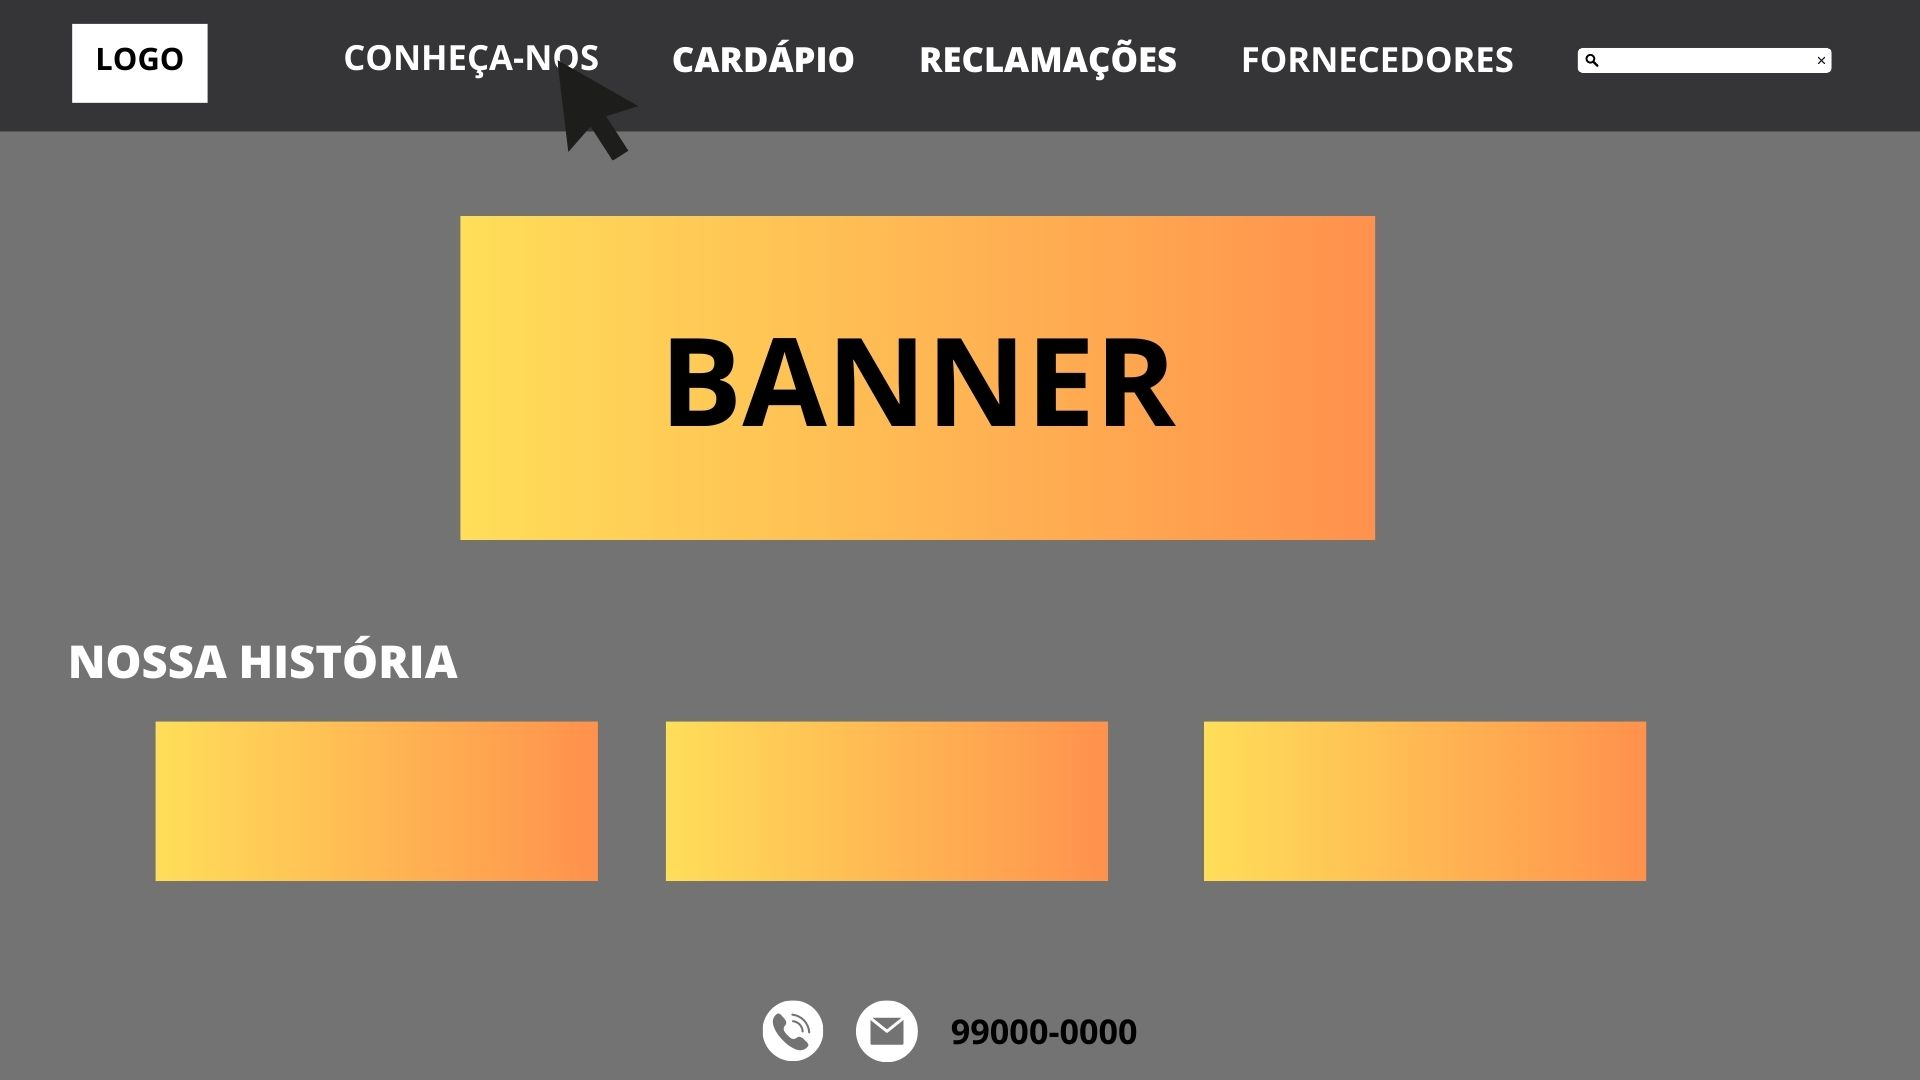 LOGO
CONHEÇA-NOS
CARDÁPIO
RECLAMAÇÕES
FORNECEDORES
BANNER
NOSSA HISTÓRIA
99000-0000